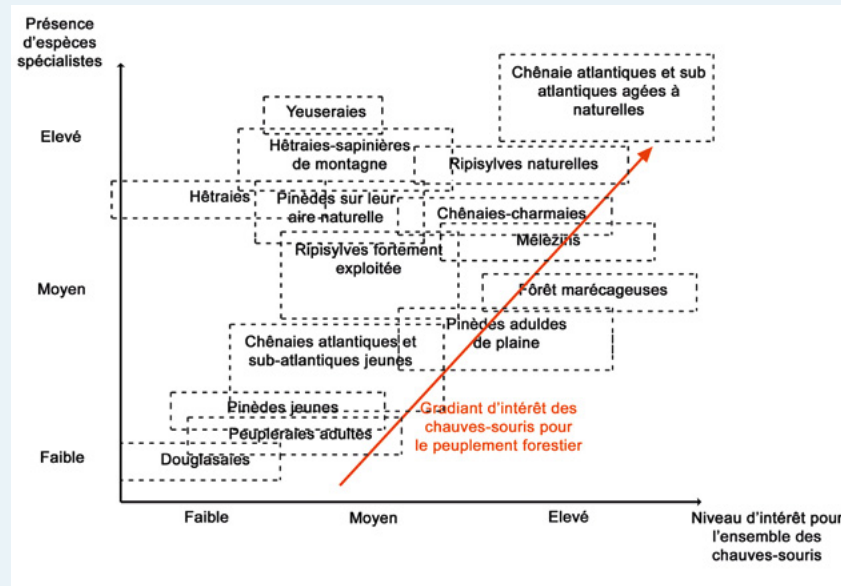 Présence
d'espèces
spécialistes
Elevé
Moyen
Faible
Chênaie atlantiques et sub
atlantiques agées à
naturelles
Yeuseraies
Hêtraies-sapinières
de montagne
Ripisylves naturelles
Hêtraies
Pinèdes sur leur
aire naturelle
Chênaies-charmaies
Mélèzins
Ripisylves fortement
exploitée
Fôrêt marécageuses
Pinèdes aduldes
de plaine
Chênaies atlantiques et
sub-atlantiques jeunes
Pinèdes jeunes
Peupleraies adultes
Douglasaies
Gradiant d'intérêt des
chauves-souris pour
le peuplement forestier
Faible
Moyen
Elevé
Niveau d'intérêt pour
l'ensemble des
chauves-souris